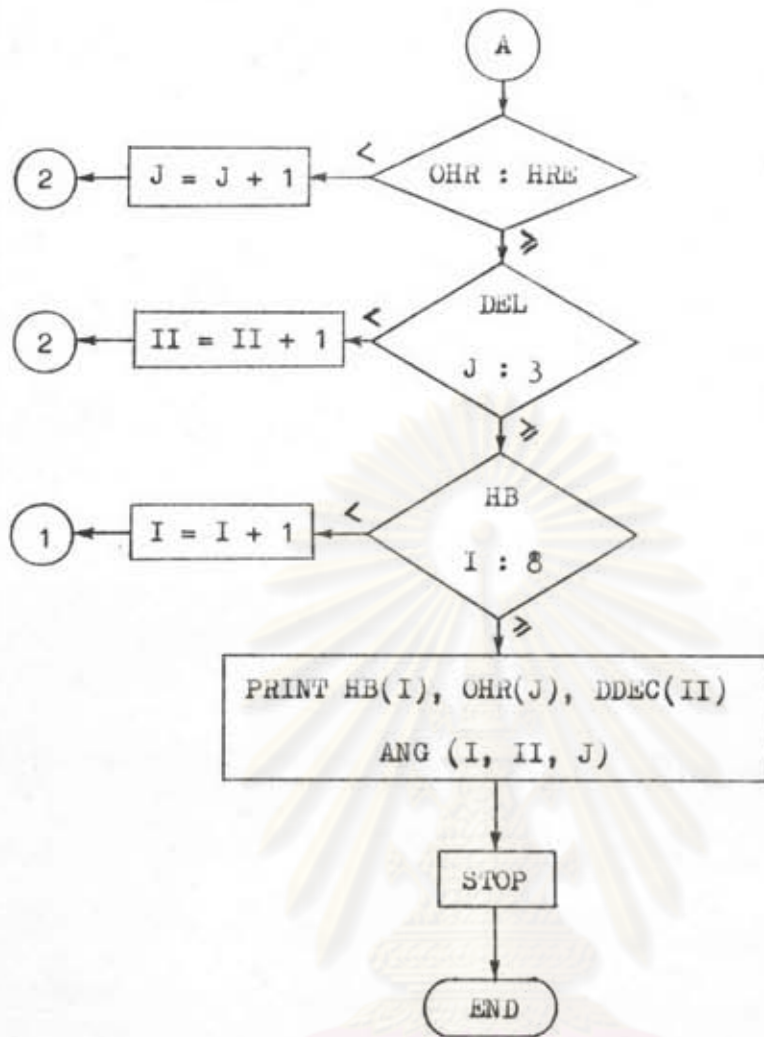 A
<
2
J = J + 1
OHR : HRE
⩾
<
2
II = II + 1
DEL
J : 3
⩾
<
1
I = I + 1
HB
I : 8
⩾
PRINT HB(I), OHR(J), DDEC(II)
ANG (I, II, J)
STOP
END